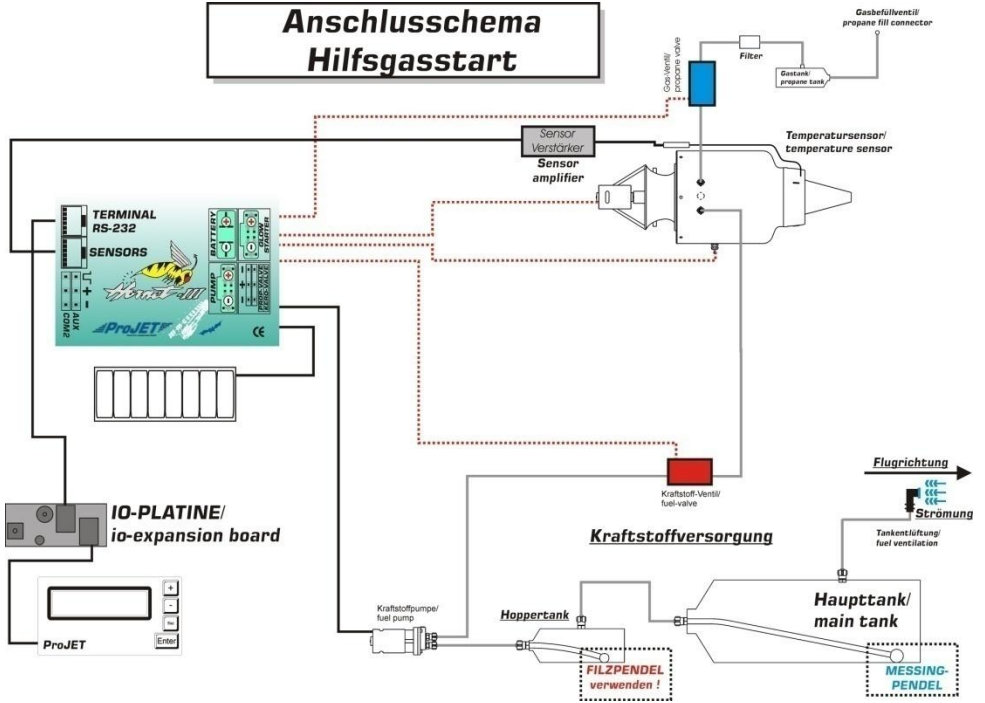 Anschlusschema
Hilfsgasstart
Gasbefüllventil/
propane fill connector
Filter
Gastank/
propane tank
Gas-Ventil/
propane valve
Sensor
Verstärker
Sensor
amplifier
Temperatursensor/
temperature sensor
TERMINAL
RS-232
SENSORS
BATTERY
GLOW
STARTER
PUMP
PROP-VALVE
KERO-VALVE
Hornet-III
AUX
COM2
ProJET
CE
IO-PLATINE/
io-expansion board
+
-
Enter
ProJET
Kraftstoff-Ventil/
fuel-valve
Kraftstoffversorgung
Flugrichtung
Strömung
Tankentlüftung/
fuel ventilation
Kraftstoffpumpe/
fuel pump
Hoppertank
Haupttank/
main tank
FILZPENDEL
verwenden !
MESSING-
PENDEL